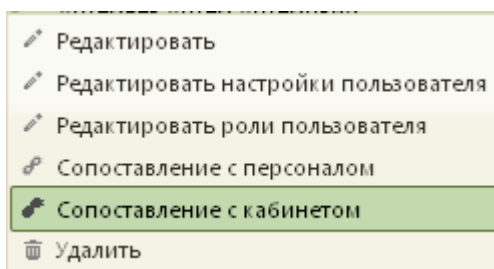 Редактировать
Редактировать настройки пользователя
Редактировать роли пользователя
Сопоставление с персоналом
Сопоставление с кабинетом
Удалить